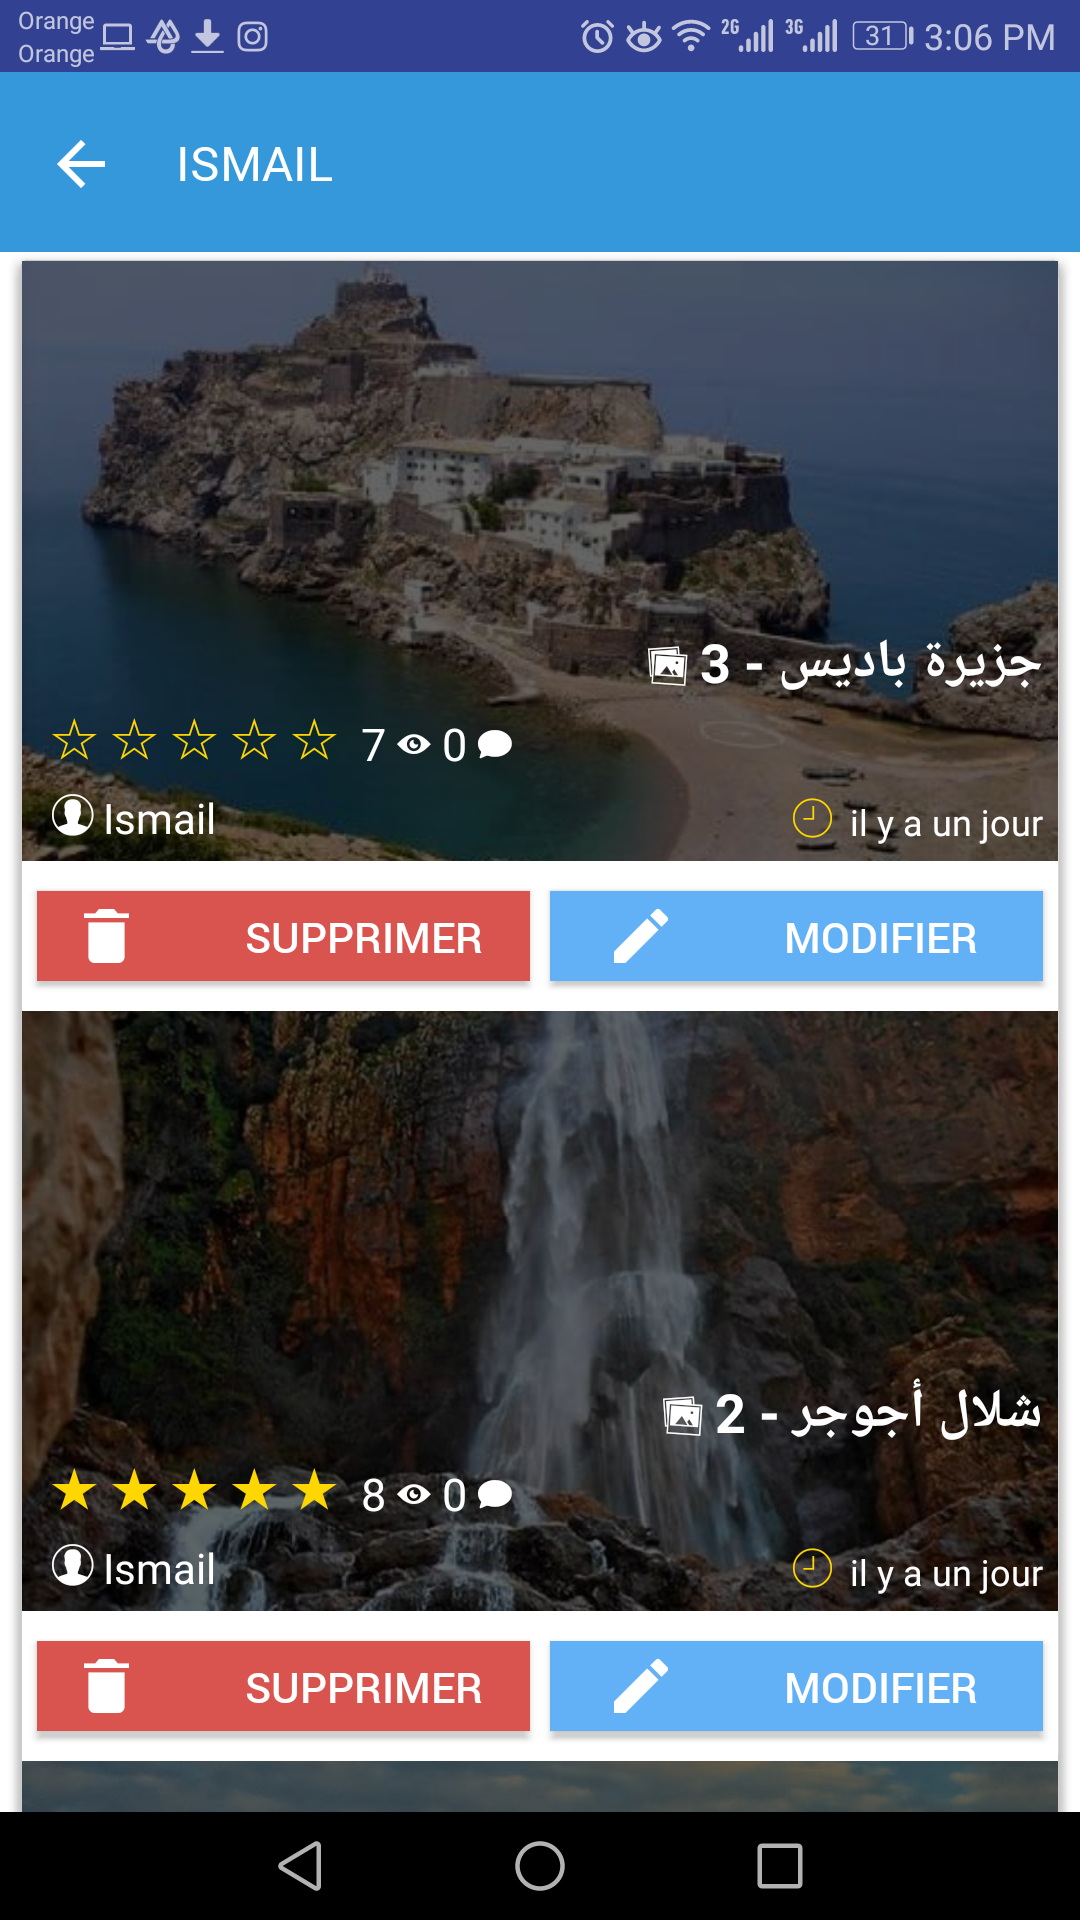 Orange
Orange
2G 3G 31 3:06 PM
ISMAIL
جزيرة باديس - 3
7 0
Ismail
il y a un jour
SUPPRIMER
MODIFIER
شلال أجوجر - 2
8 0
Ismail
il y a un jour
SUPPRIMER
MODIFIER